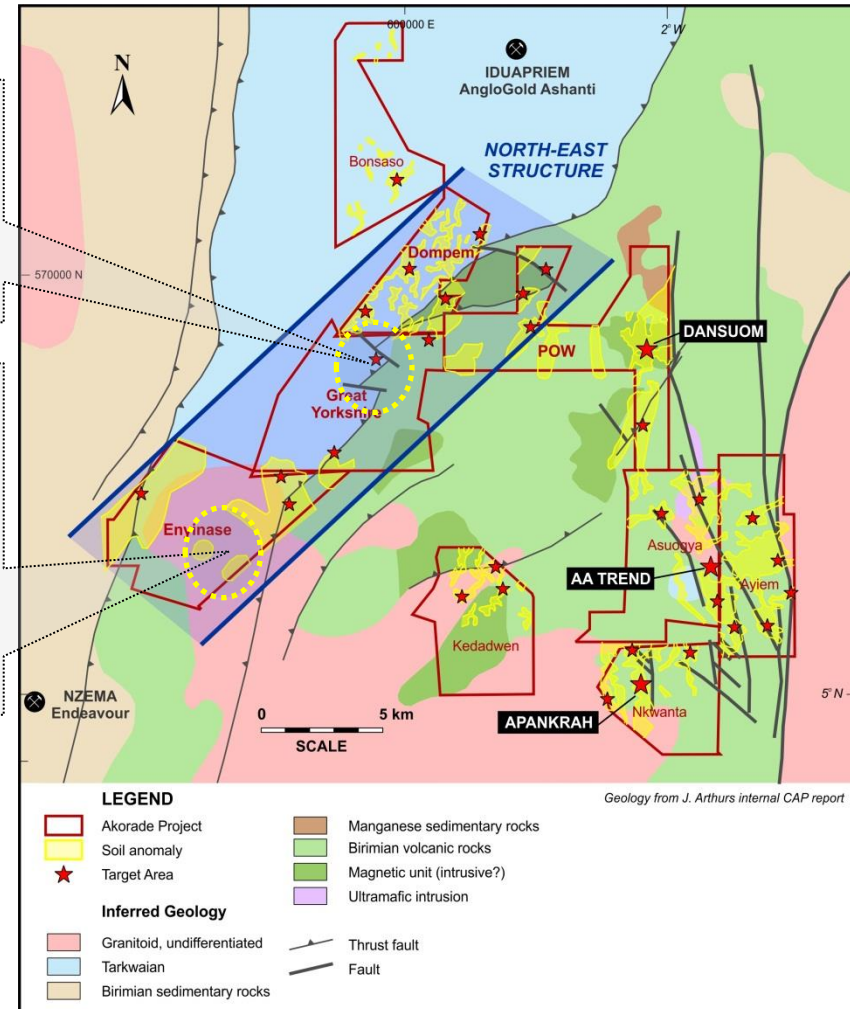 600000 E
2° W
N
IDUAPRIEM
AngloGold Ashanti
NORTH-EAST
STRUCTURE
Bonsaso
Dompem
570000 N
DANSUOM
POW
Great
Yorkshire
Enyinase
Asuogya
AA TREND
Ayiem
Kedadwen
NZEMA
Endeavour
0 5 km
SCALE
APANKRAH
Nkwanta
5° N
Geology from J. Arthurs internal CAP report
LEGEND
Akorade Project
Soil anomaly
Target Area
Inferred Geology
Granitoid, undifferentiated
Tarkwaian
Birimian sedimentary rocks
Manganese sedimentary rocks
Birimian volcanic rocks
Magnetic unit (intrusive?)
Ultramafic intrusion
Thrust fault
Fault